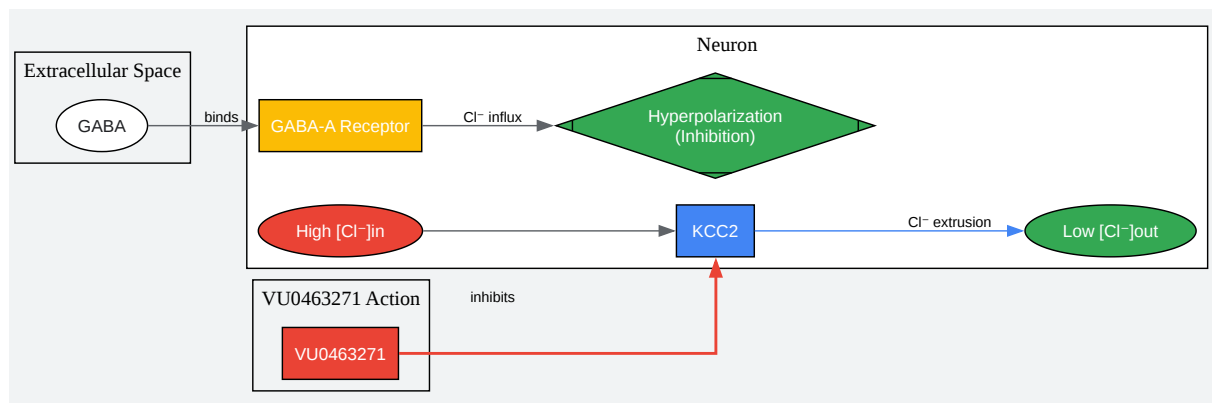 Neuron
Extracellular Space
GABA
binds
GABA-A Receptor
Cl⁻ influx
Hyperpolarization
(Inhibition)
High [Cl⁻]in
KCC2
Cl⁻ extrusion
Low [Cl⁻]out
VU0463271 Action
inhibits
VU0463271